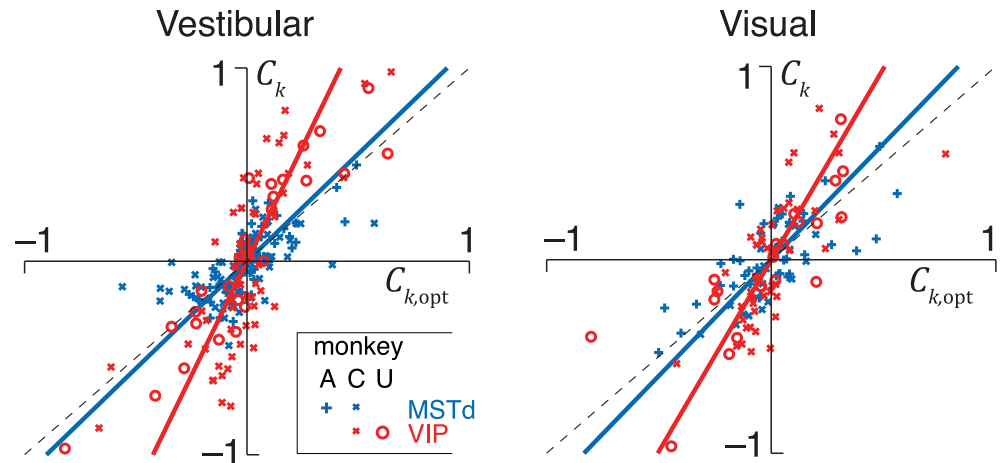 Vestibular
1 C_k
−1 1
C_k,opt
−1
monkey
A C U
MSTd
VIP
Visual
1 C_k
−1 1
C_k,opt
−1